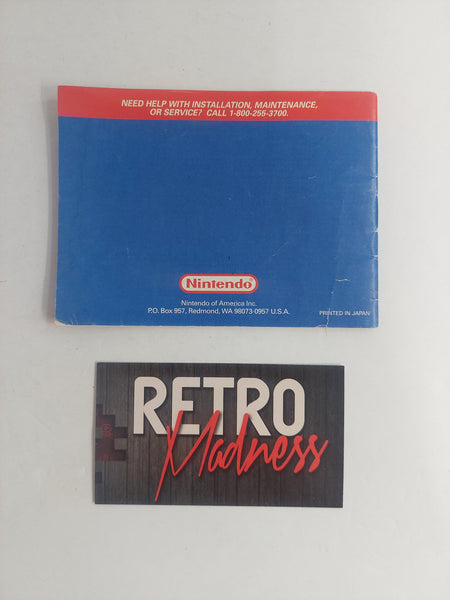 NEED HELP WITH INSTALLATION, MAINTENANCE,
OR SERVICE? CALL 1-800-255-3700.
Nintendo
Nintendo of America Inc.
P.O. Box 957, Redmond, WA 98073-0957 U.S.A.
PRINTED IN JAPAN
RETRO
Madness